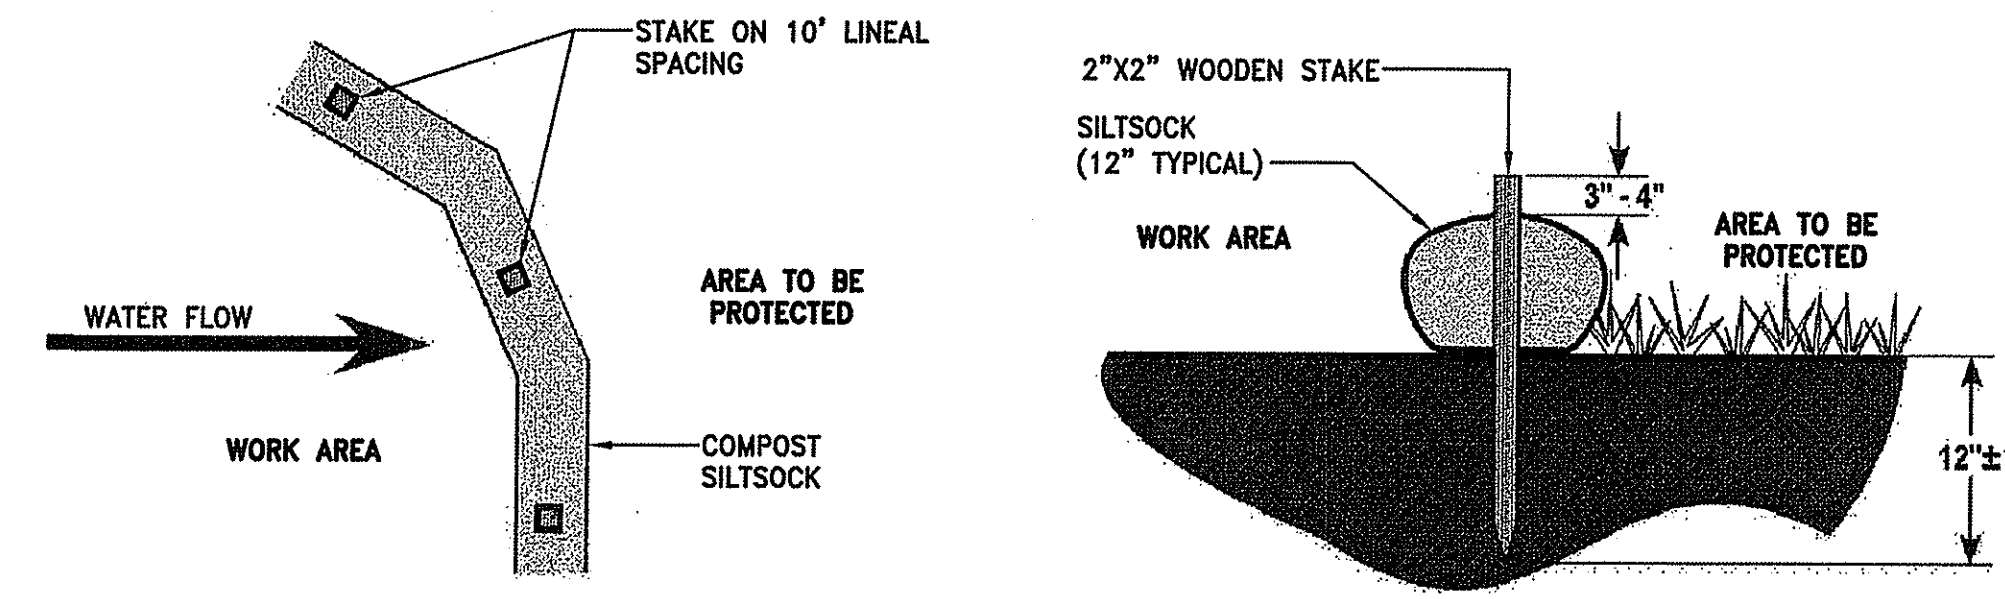 STAKE ON 10' LINEAL
SPACING
WATER FLOW
AREA TO BE
PROTECTED
WORK AREA
COMPOST
SILTSOCK
2"X2" WOODEN STAKE
SILTSOCK
(12" TYPICAL)
3" - 4"
WORK AREA
AREA TO BE
PROTECTED
12"±